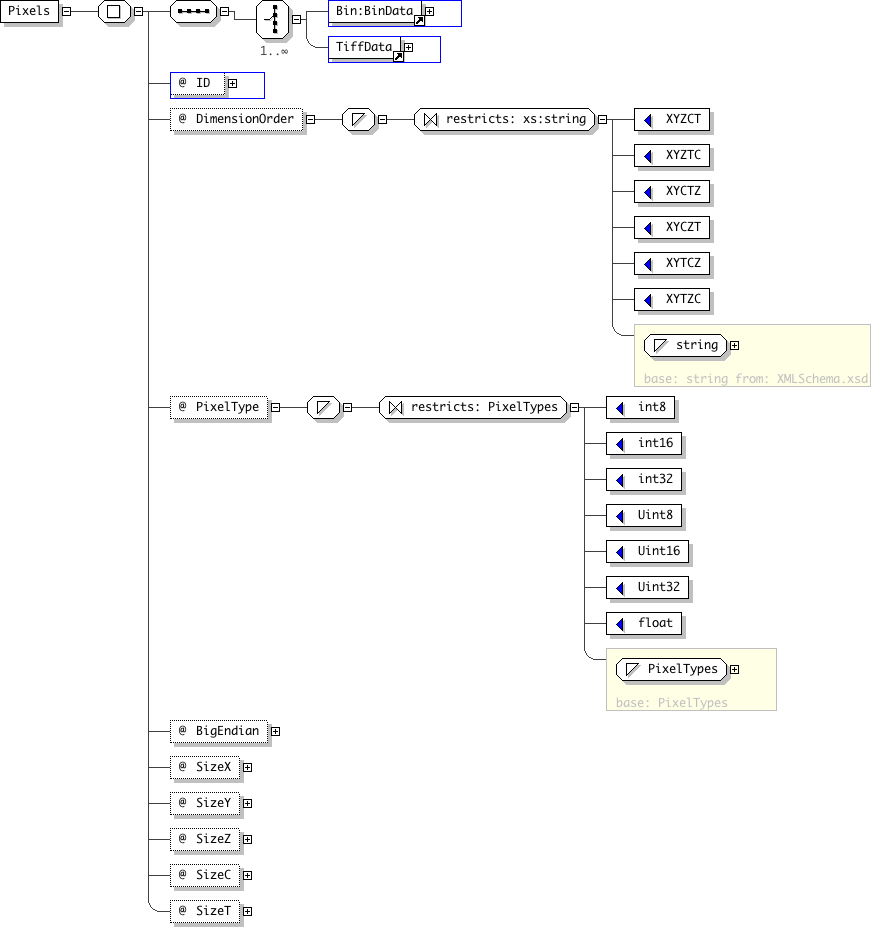 Pixels
Bin:BinData
1..∞
TiffData
@ ID
@ DimensionOrder
restricts: xs:string
XYZCT
XYZTC
XYCTZ
XYCZT
XYTCZ
XYTZC
string
base: string from: XMLSchema.xsd
@ PixelType
restricts: PixelTypes
int8
int16
int32
Uint8
Uint16
Uint32
float
PixelTypes
base: PixelTypes
@ BigEndian
@ SizeX
@ SizeY
@ SizeZ
@ SizeC
@ SizeT